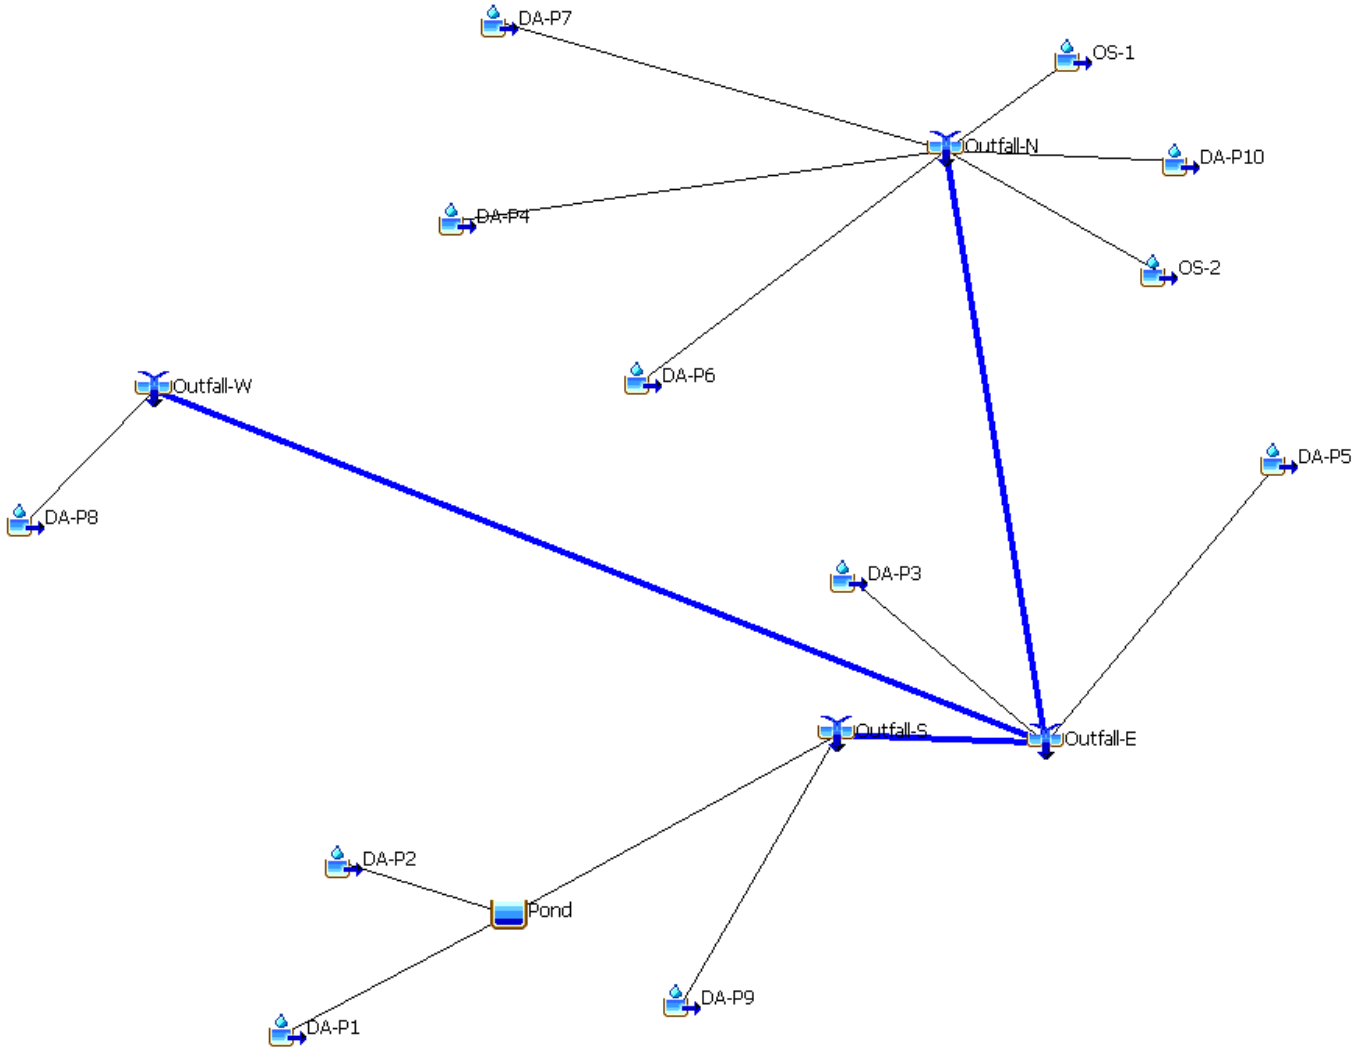 DA-P7
OS-1
Outfall-N
DA-P10
DA-P4
OS-2
DA-P6
Outfall-W
DA-P5
DA-P8
DA-P3
Outfall-S
Outfall-E
DA-P2
Pond
DA-P9
DA-P1